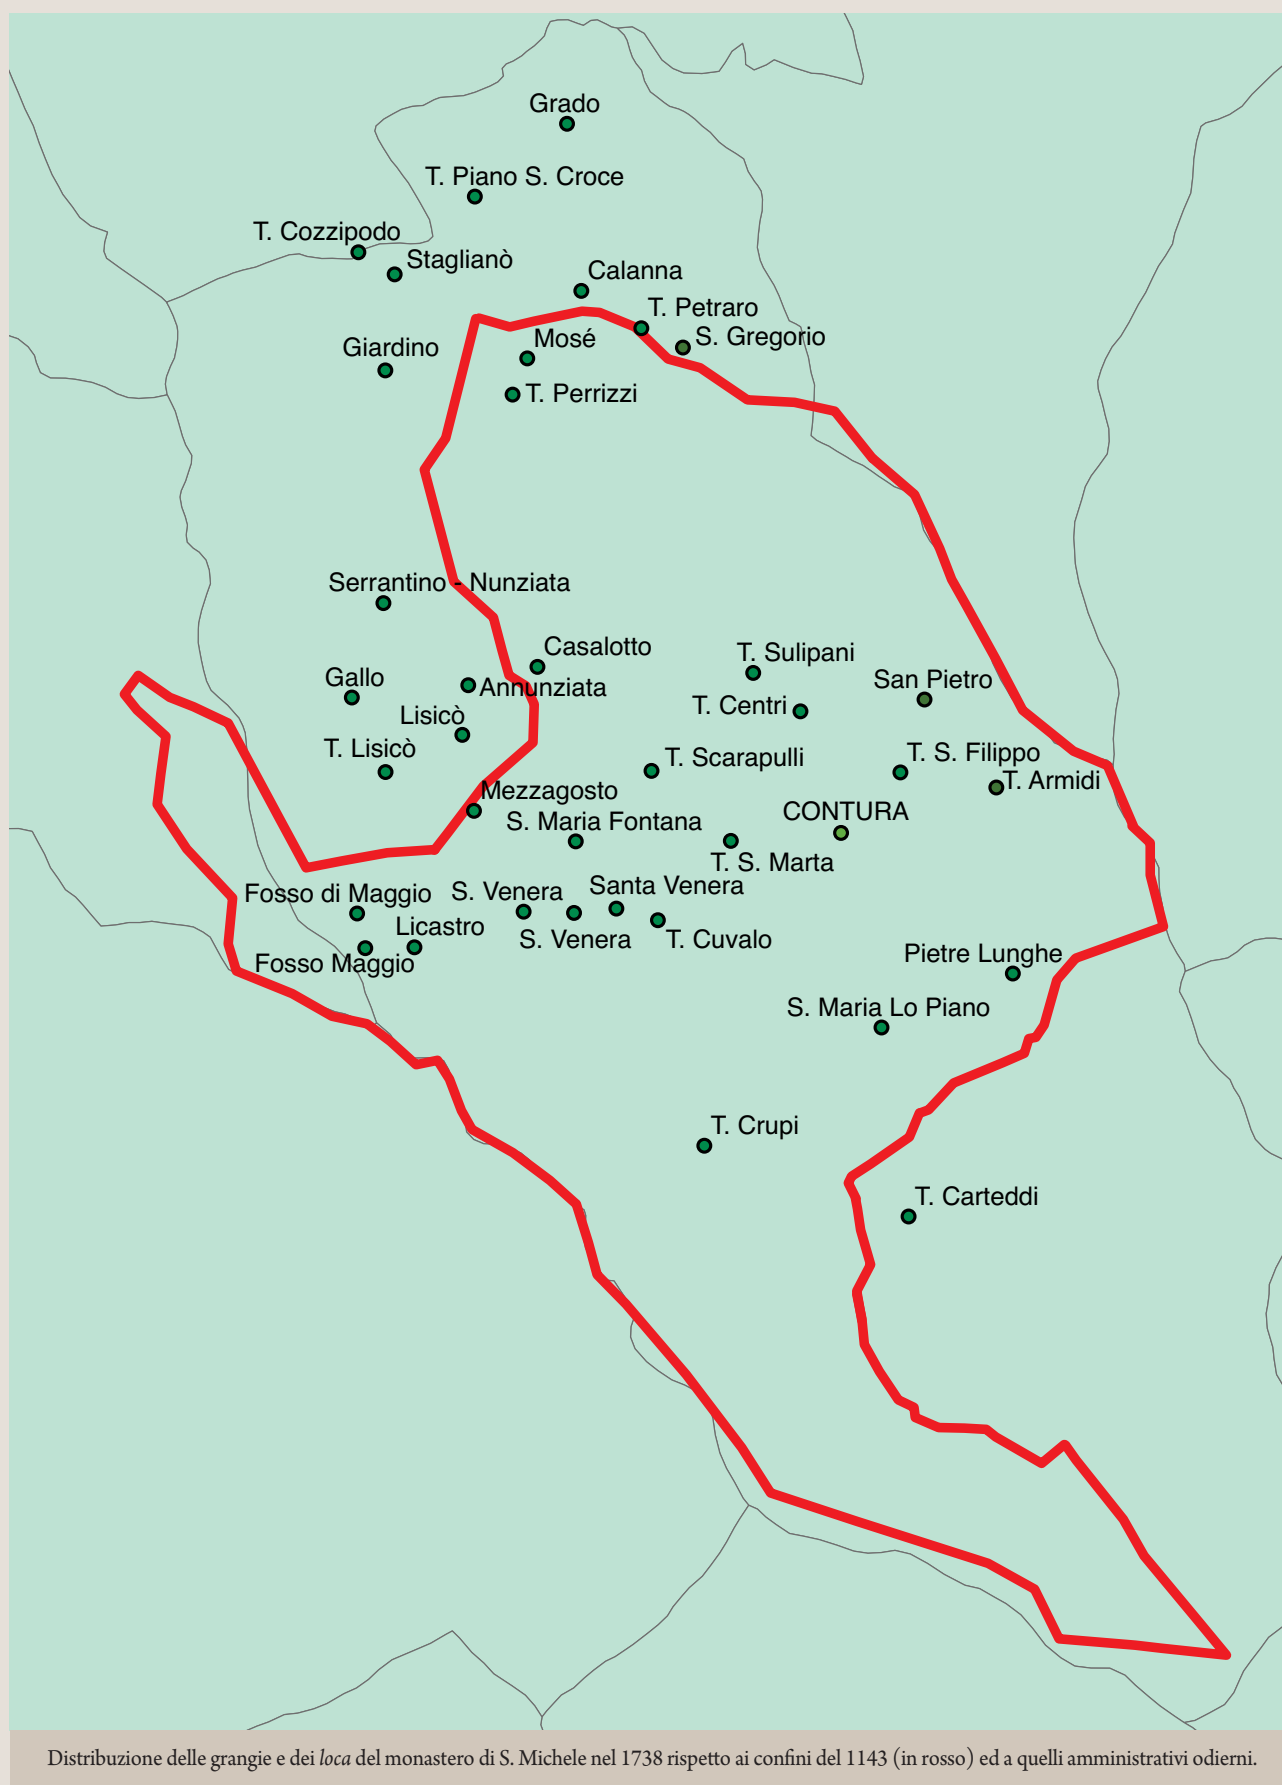 Grado
T. Piano S. Croce
T. Cozzipodo
Staglianò
Calanna
T. Petraro
S. Gregorio
Mosé
Giardino
T. Perrizzi
Serrantino - Nunziata
Casalotto
T. Sulipani
Gallo
Annunziata
San Pietro
T. Centri
Lisicò
T. Lisicò
T. Scarapulli
T. S. Filippo
T. Armidi
Mezzagosto
CONTURA
S. Maria Fontana
T. S. Marta
Fosso di Maggio
S. Venera
Santa Venera
Licastro
S. Venera
T. Cuvalo
Fosso Maggio
Pietre Lunghe
S. Maria Lo Piano
T. Crupi
T. Carteddi
Distribuzione delle grangie e dei loca del monastero di S. Michele nel 1738 rispetto ai confini del 1143 (in rosso) ed a quelli amministrativi odierni.